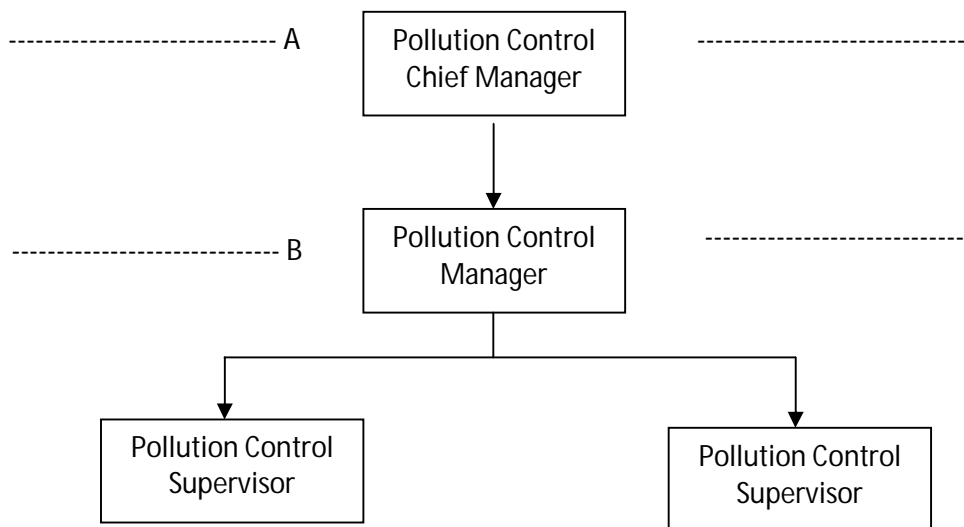 A
Pollution Control
Chief Manager
B
Pollution Control
Manager
Pollution Control
Supervisor
Pollution Control
Supervisor